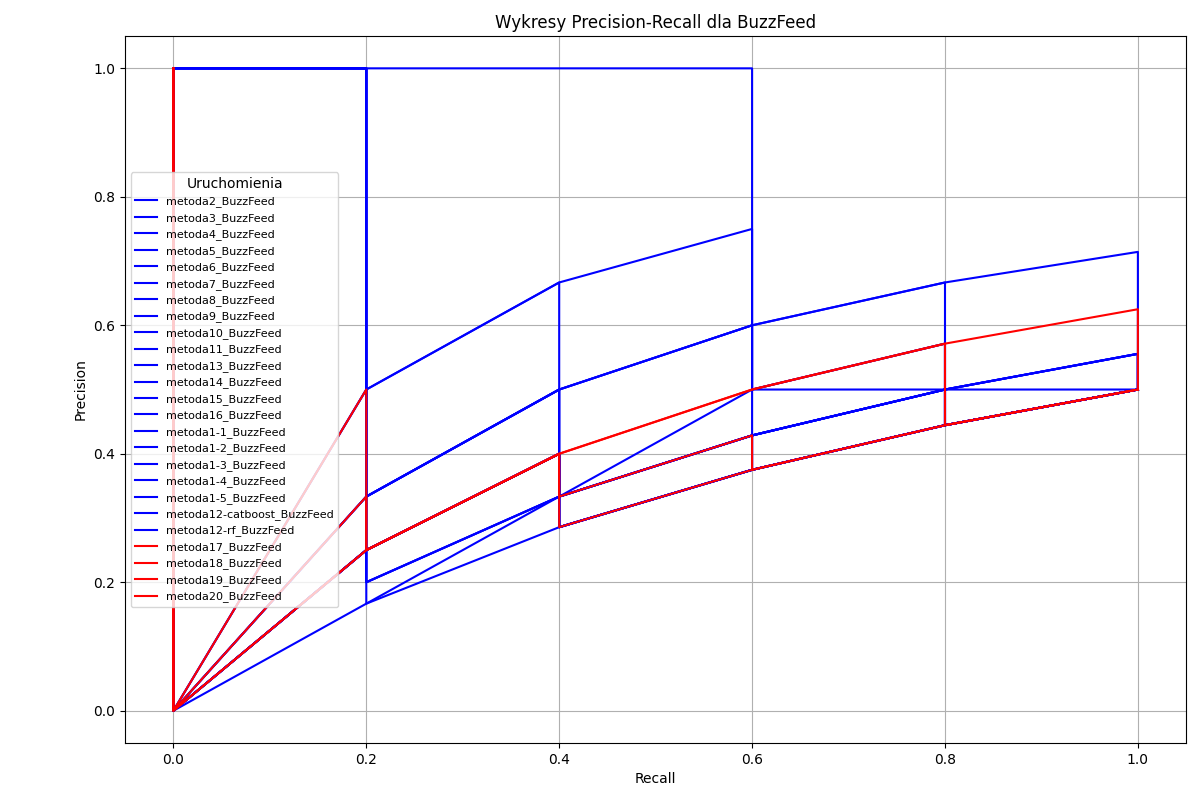 Wykresy Precision-Recall dla BuzzFeed
Precision
1.0
0.8
0.6
0.4
0.2
0.0
Uruchomienia
metoda2_BuzzFeed
metoda3_BuzzFeed
metoda4_BuzzFeed
metoda5_BuzzFeed
metoda6_BuzzFeed
metoda7_BuzzFeed
metoda8_BuzzFeed
metoda9_BuzzFeed
metoda10_BuzzFeed
metoda11_BuzzFeed
metoda13_BuzzFeed
metoda14_BuzzFeed
metoda15_BuzzFeed
metoda16_BuzzFeed
metoda1-1_BuzzFeed
metoda1-2_BuzzFeed
metoda1-3_BuzzFeed
metoda1-4_BuzzFeed
metoda1-5_BuzzFeed
metoda12-catboost_BuzzFeed
metoda12-rf_BuzzFeed
metoda17_BuzzFeed
metoda18_BuzzFeed
metoda19_BuzzFeed
metoda20_BuzzFeed
0.0 0.2 0.4 0.6 0.8 1.0
Recall